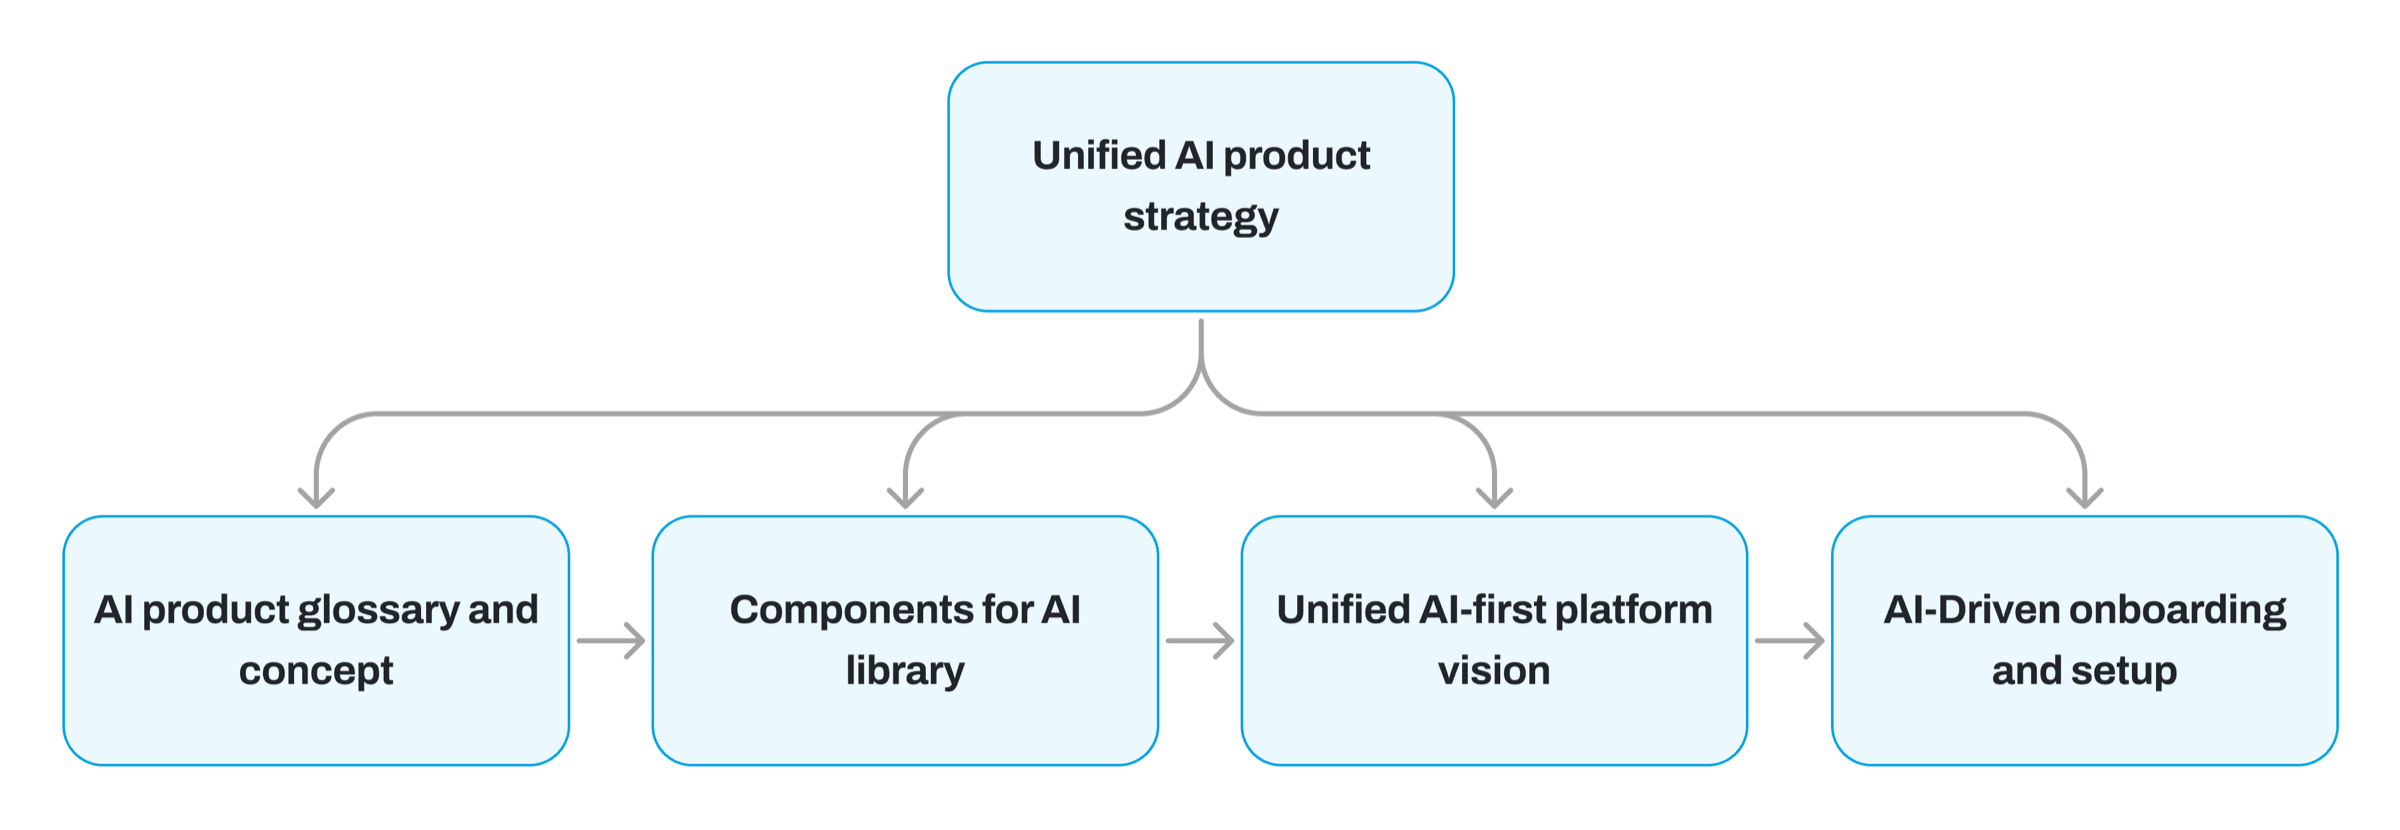 Unified AI product
strategy
AI product glossary and
concept
Components for AI
library
Unified AI-first platform
vision
AI-Driven onboarding
and setup